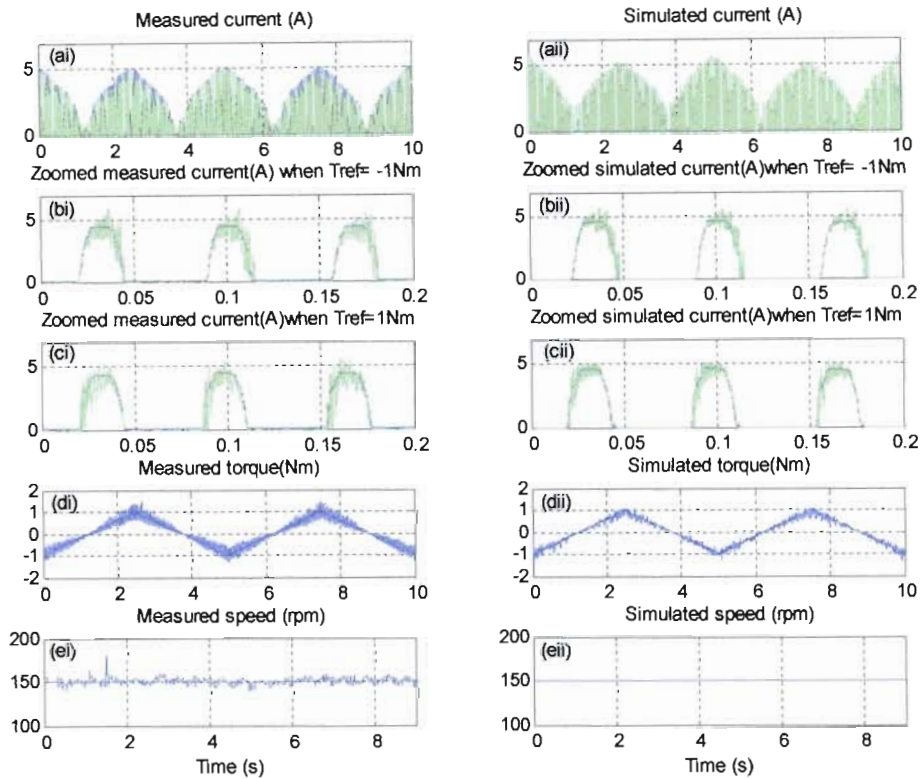 Measured current (A)
Simulated current (A)
(ai)
5
0
0 2 4 6 8 10
(aii)
5
0
0 2 4 6 8 10
Zoomed measured current(A) when Tref= -1Nm
Zoomed simulated current(A)when Tref= -1Nm
(bi)
5
0
0 0.05 0.1 0.15 0.2
(bii)
5
0
0 0.05 0.1 0.15 0.2
Zoomed measured current(A)when Tref=1Nm
Zoomed simulated current(A)when Tref=1Nm
(ci)
5
0
0 0.05 0.1 0.15 0.2
(cii)
5
0
0 0.05 0.1 0.15 0.2
Measured torque(Nm)
Simulated torque(Nm)
(di)
2
1
0
-1
-2
0 2 4 6 8 10
(dii)
2
1
0
-1
-2
0 2 4 6 8 10
Measured speed (rpm)
Simulated speed (rpm)
(ei)
200
150
100
0 2 4 6 8
(eii)
200
150
100
0 2 4 6 8
Time (s)
Time (s)